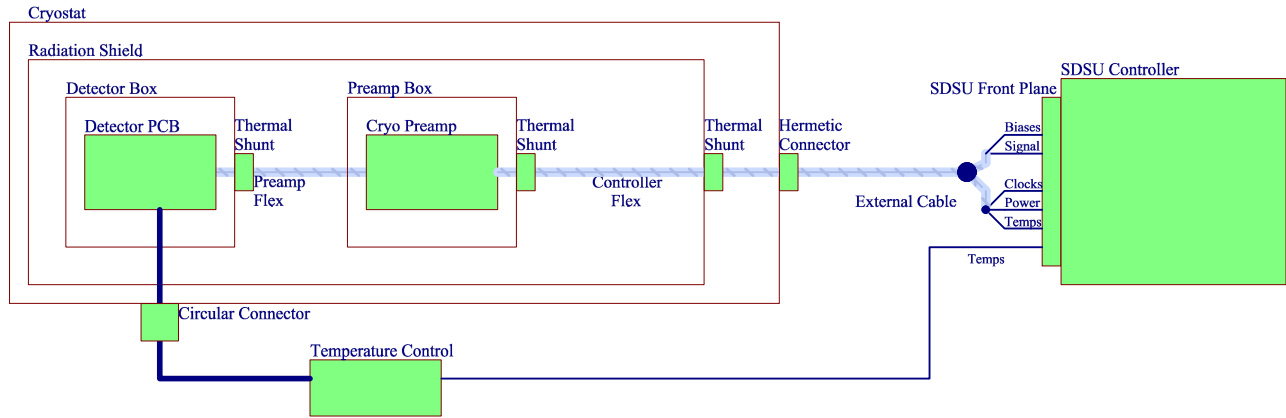 Cryostat
Radiation Shield
Detector Box
Preamp Box
SDSU Controller
SDSU Front Plane
Detector PCB
Thermal
Shunt
Cryo Preamp
Thermal
Shunt
Thermal
Shunt
Hermetic
Connector
Biases
Signal
Preamp
Flex
Controller
Flex
External Cable
Clocks
Power
Temps
Temps
Circular Connector
Temperature Control